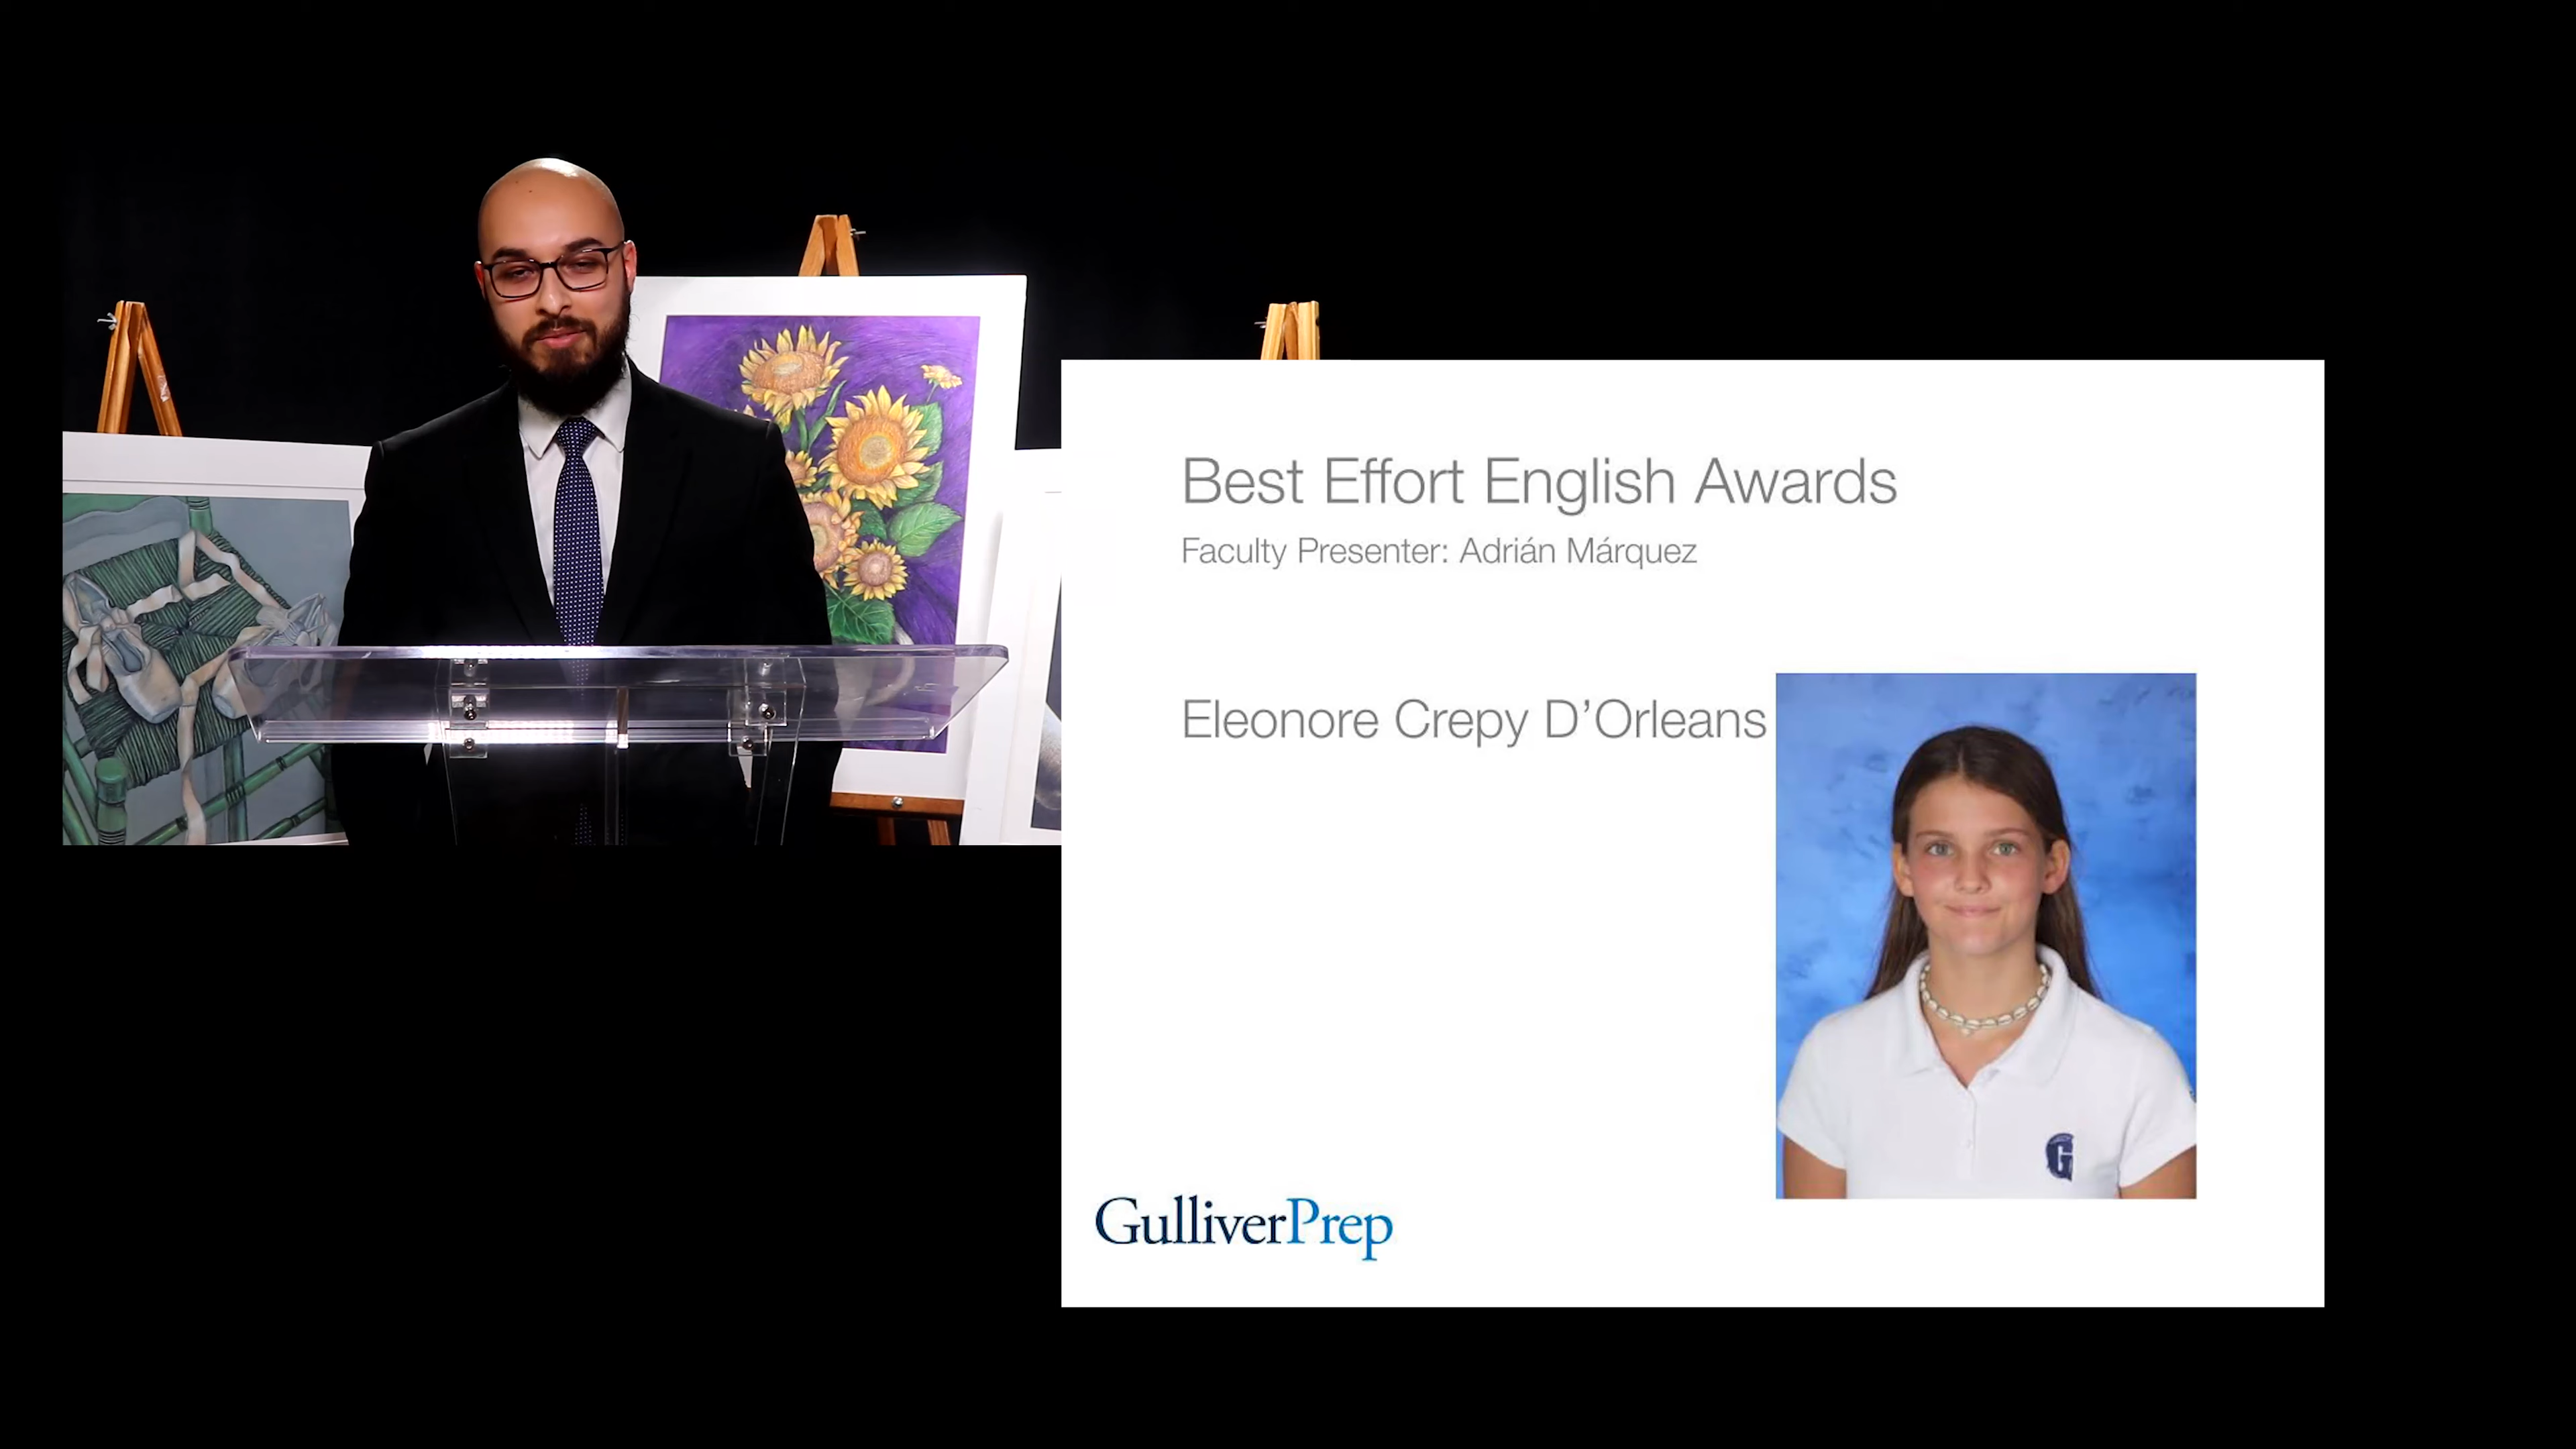 Best Effort English Awards
Faculty Presenter: Adrián Márquez
Eleonore Crepy D’Orleans
G
GulliverPrep